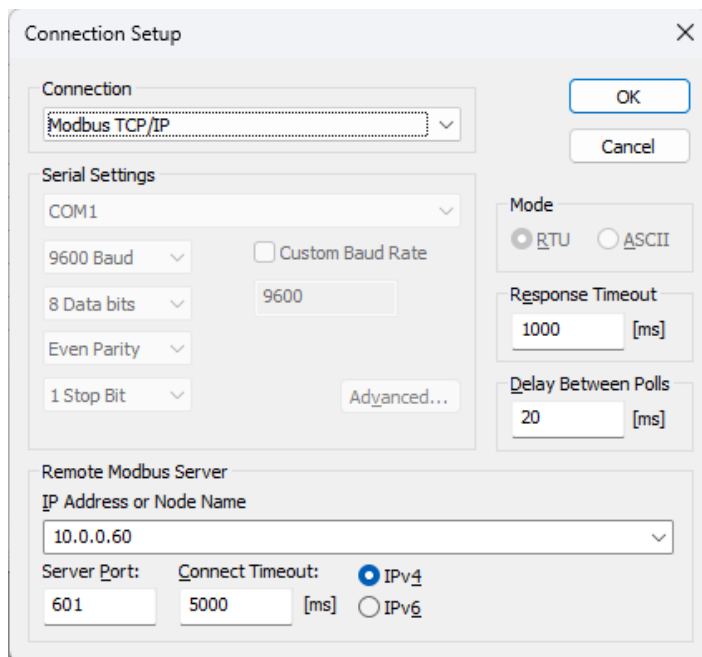 Connection Setup
Connection
Modbus TCP/IP
OK
Cancel
Serial Settings
COM1
9600 Baud
Custom Baud Rate
8 Data bits
9600
Even Parity
1 Stop Bit
Advanced...
Mode
RTU ASCII
Response Timeout
1000 [ms]
Delay Between Polls
20 [ms]
Remote Modbus Server
IP Address or Node Name
10.0.0.60
Server Port: Connect Timeout:
IPv4
601 5000 [ms]
IPv6